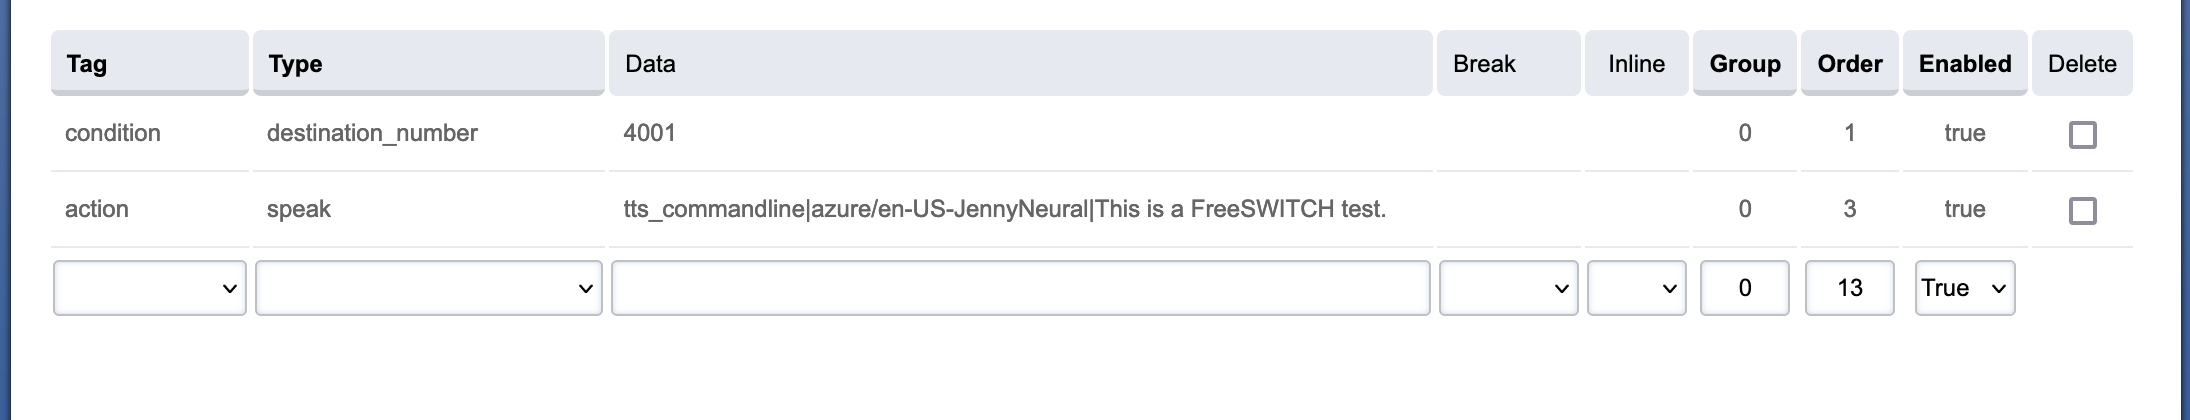 Tag Type Data Break Inline Group Order Enabled Delete
condition destination_number 4001 0 1 true
action speak tts_commandline|azure/en-US-JennyNeural|This is a FreeSWITCH test. 0 3 true
0 13 True